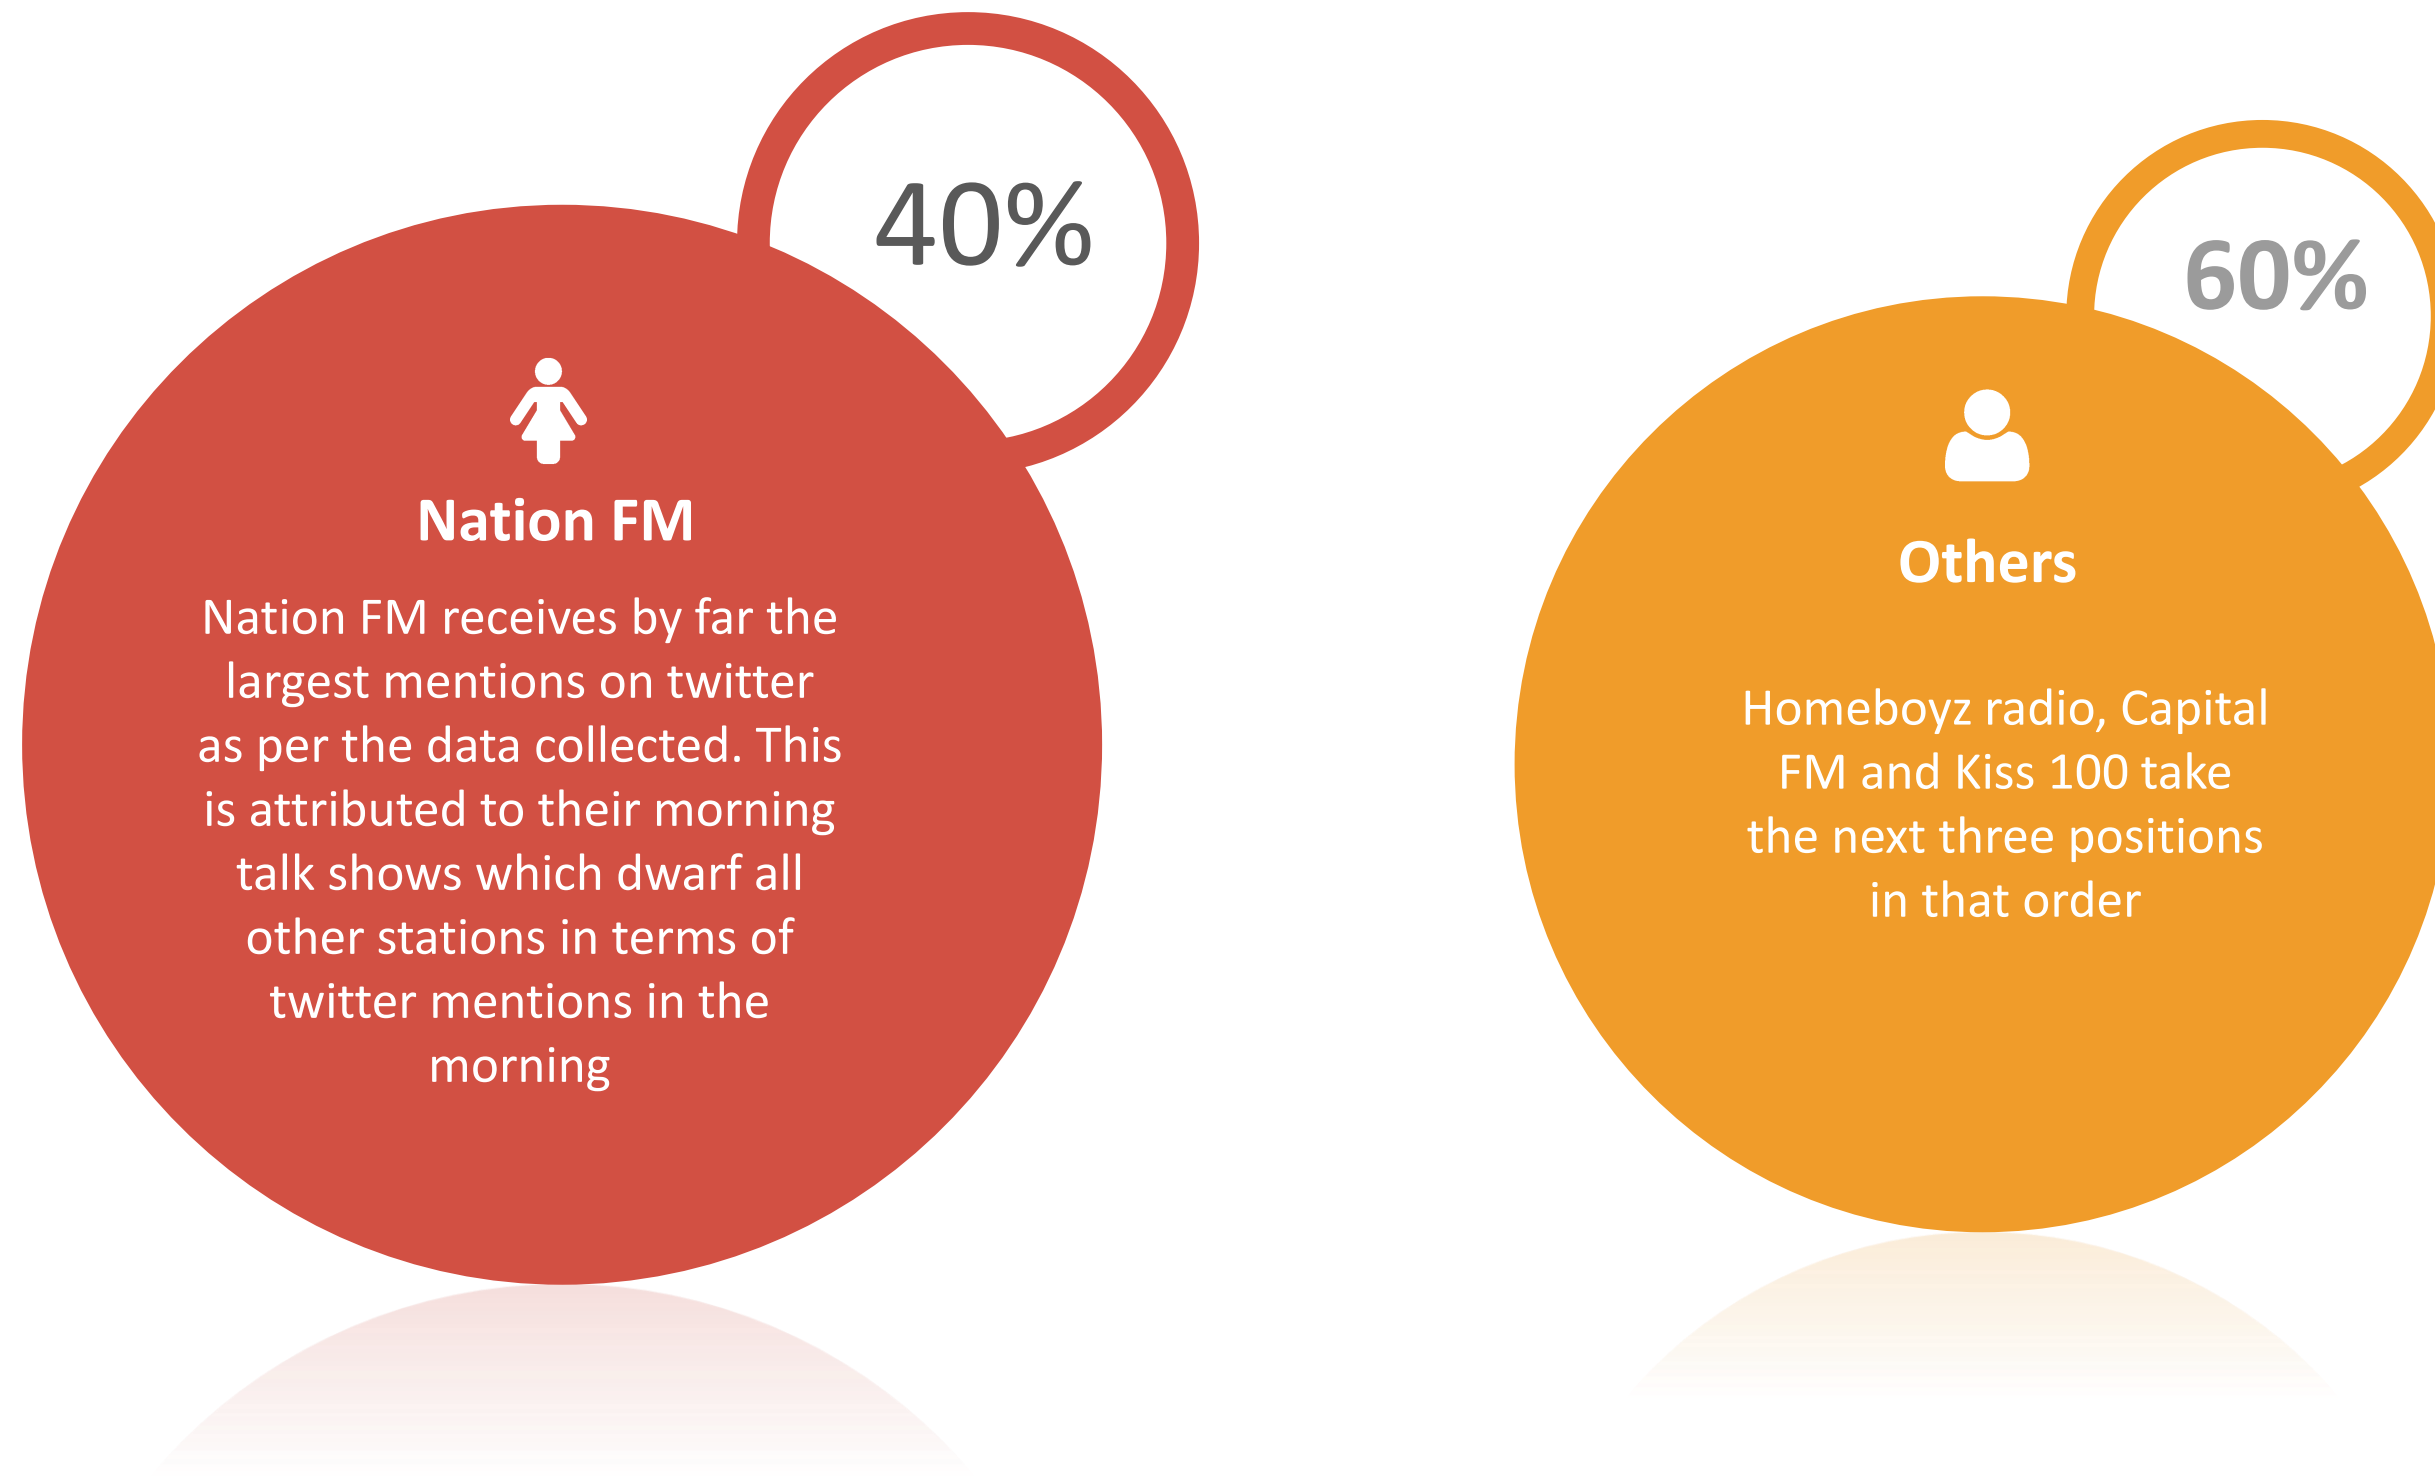 40%
Nation FM
Nation FM receives by far the
largest mentions on twitter
as per the data collected. This
is attributed to their morning
talk shows which dwarf all
other stations in terms of
twitter mentions in the
morning
60%
Others
Homeboyz radio, Capital
FM and Kiss 100 take
the next three positions
in that order